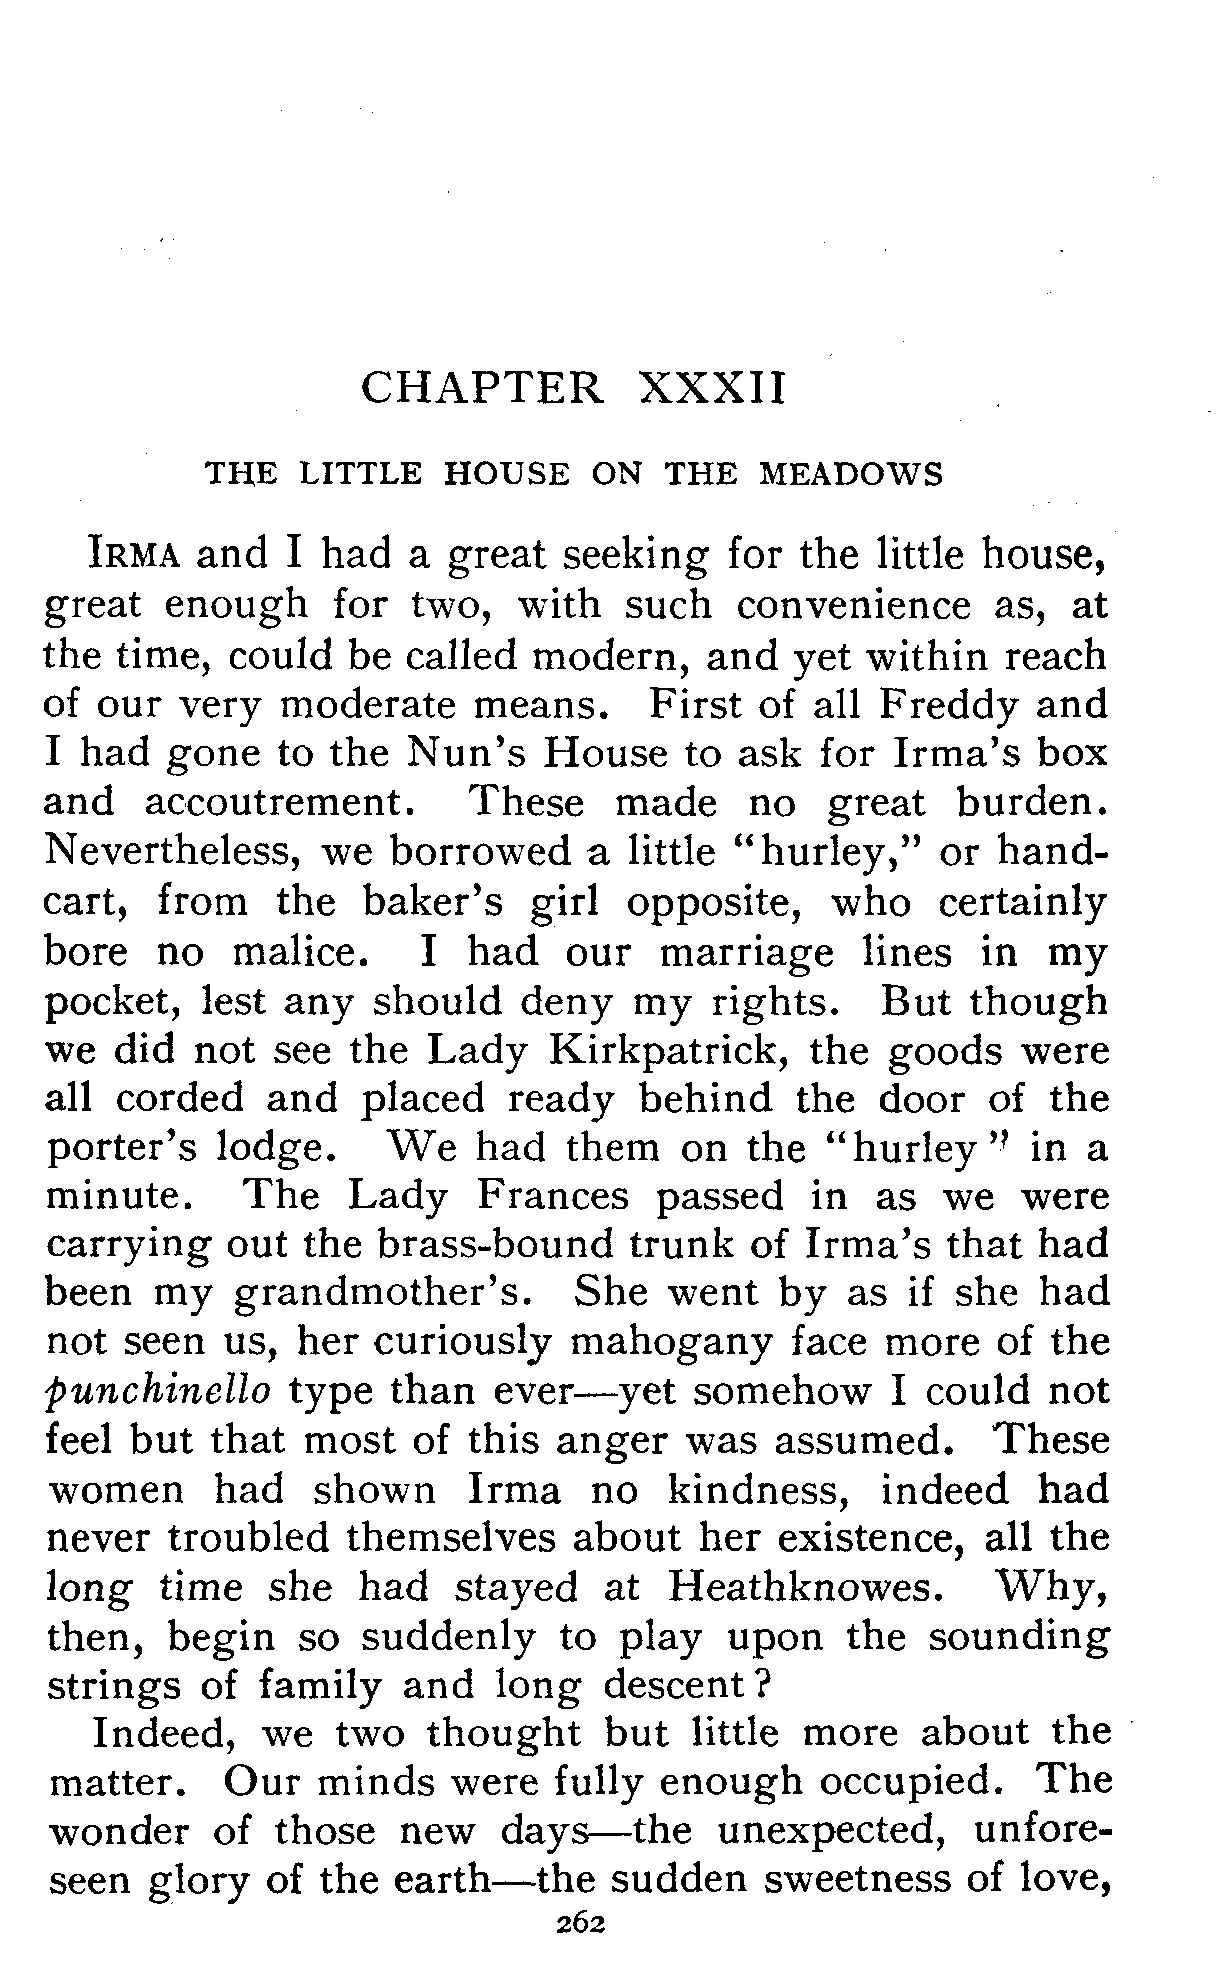 CHAPTER XXXII
THE LITTLE HOUSE ON THE MEADOWS
IRMA and I had a great seeking for the little house,
great enough for two, with such convenience as, at
the time, could be called modern, and yet within reach
of our very moderate means. First of all Freddy and
I had gone to the Nun's House to ask for Irma's box
and accoutrement. These made no great burden.
Nevertheless, we borrowed a little "hurley," or hand-
cart, from the baker's girl opposite, who certainly
bore no malice. I had our marriage lines in my
pocket, lest any should deny my rights. But though
we did not see the Lady Kirkpatrick, the goods were
all corded and placed ready behind the door of the
porter's lodge. We had them on the "hurley" in a
minute. The Lady Frances passed in as we were
carrying out the brass-bound trunk of Irma's that had
been my grandmother's. She went by as if she had
not seen us, her curiously mahogany face more of the
punchinello type than ever—yet somehow I could not
feel but that most of this anger was assumed. These
women had shown Irma no kindness, indeed had
never troubled themselves about her existence, all the
long time she had stayed at Heathknowes. Why,
then, begin so suddenly to play upon the sounding
strings of family and long descent?
Indeed, we two thought but little more about the
matter. Our minds were fully enough occupied. The
wonder of those new days—the unexpected, unfore-
seen glory of the earth—the sudden sweetness of love,
262